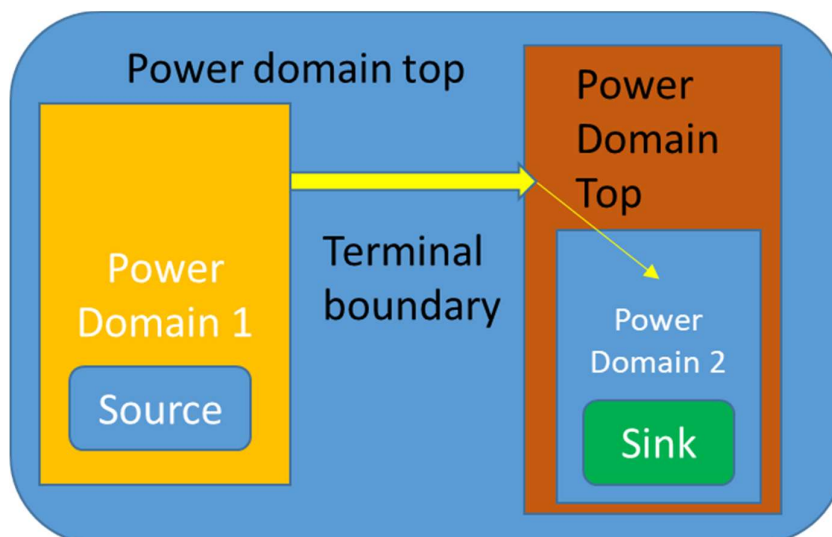 Power domain top
Power
Domain
Top
Terminal
boundary
Power
Domain 1
Source
Power
Domain 2
Sink